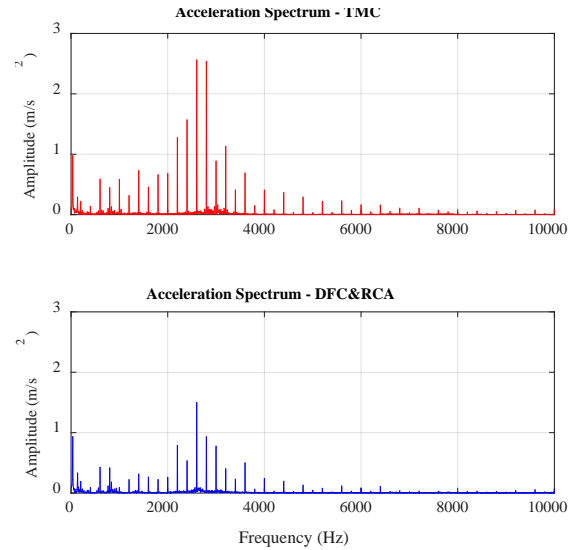 Acceleration Spectrum - TMC
3
2
1
0
Amplitude (m/s 2 )
0 2000 4000 6000 8000 10000
Acceleration Spectrum - DFC&RCA
3
2
1
0
Amplitude (m/s 2 )
0 2000 4000 6000 8000 10000
Frequency (Hz)